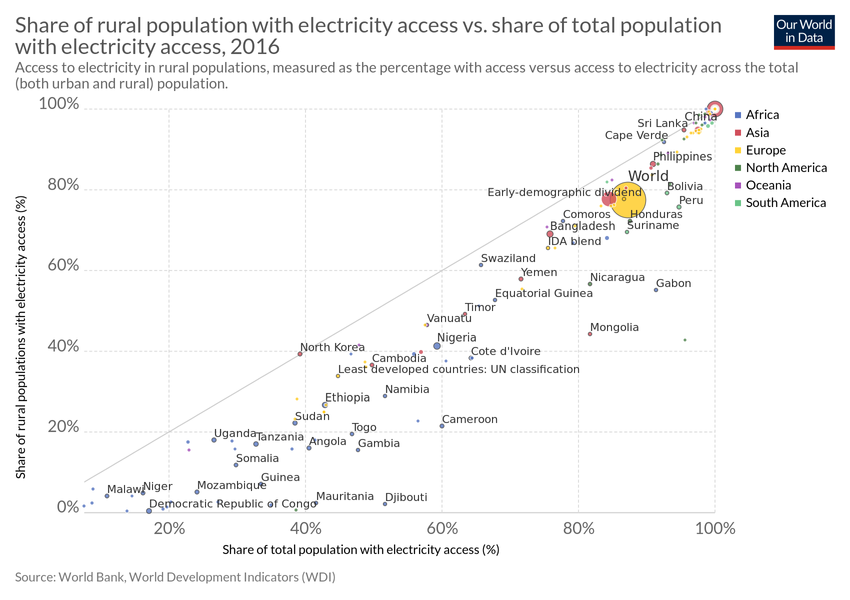 Share of rural population with electricity access vs. share of total population
with electricity access, 2016
Our World
in Data
Access to electricity in rural populations, measured as the percentage with access versus access to electricity across the total
(both urban and rural) population.
100%
80%
60%
40%
20%
0%
Share of rural populations with electricity access (%)
China
Sri Lanka
Cape Verde
Philippines
World
Bolivia
Early-demographic dividend
Peru
Comoros
Honduras
Bangladesh
Suriname
IDA blend
Swaziland
Yemen
Nicaragua
Gabon
Equatorial Guinea
Timor
Vanuatu
Mongolia
Nigeria
North Korea
Cote d'Ivoire
Cambodia
Least developed countries: UN classification
Namibia
Ethiopia
Sudan
Cameroon
Togo
Uganda
Tanzania
Angola
Gambia
Somalia
Guinea
Malawi
Niger
Mozambique
Mauritania
Djibouti
Democratic Republic of Congo
20%
40%
60%
80%
100%
Share of total population with electricity access (%)
Africa
Asia
Europe
North America
Oceania
South America
Source: World Bank, World Development Indicators (WDI)